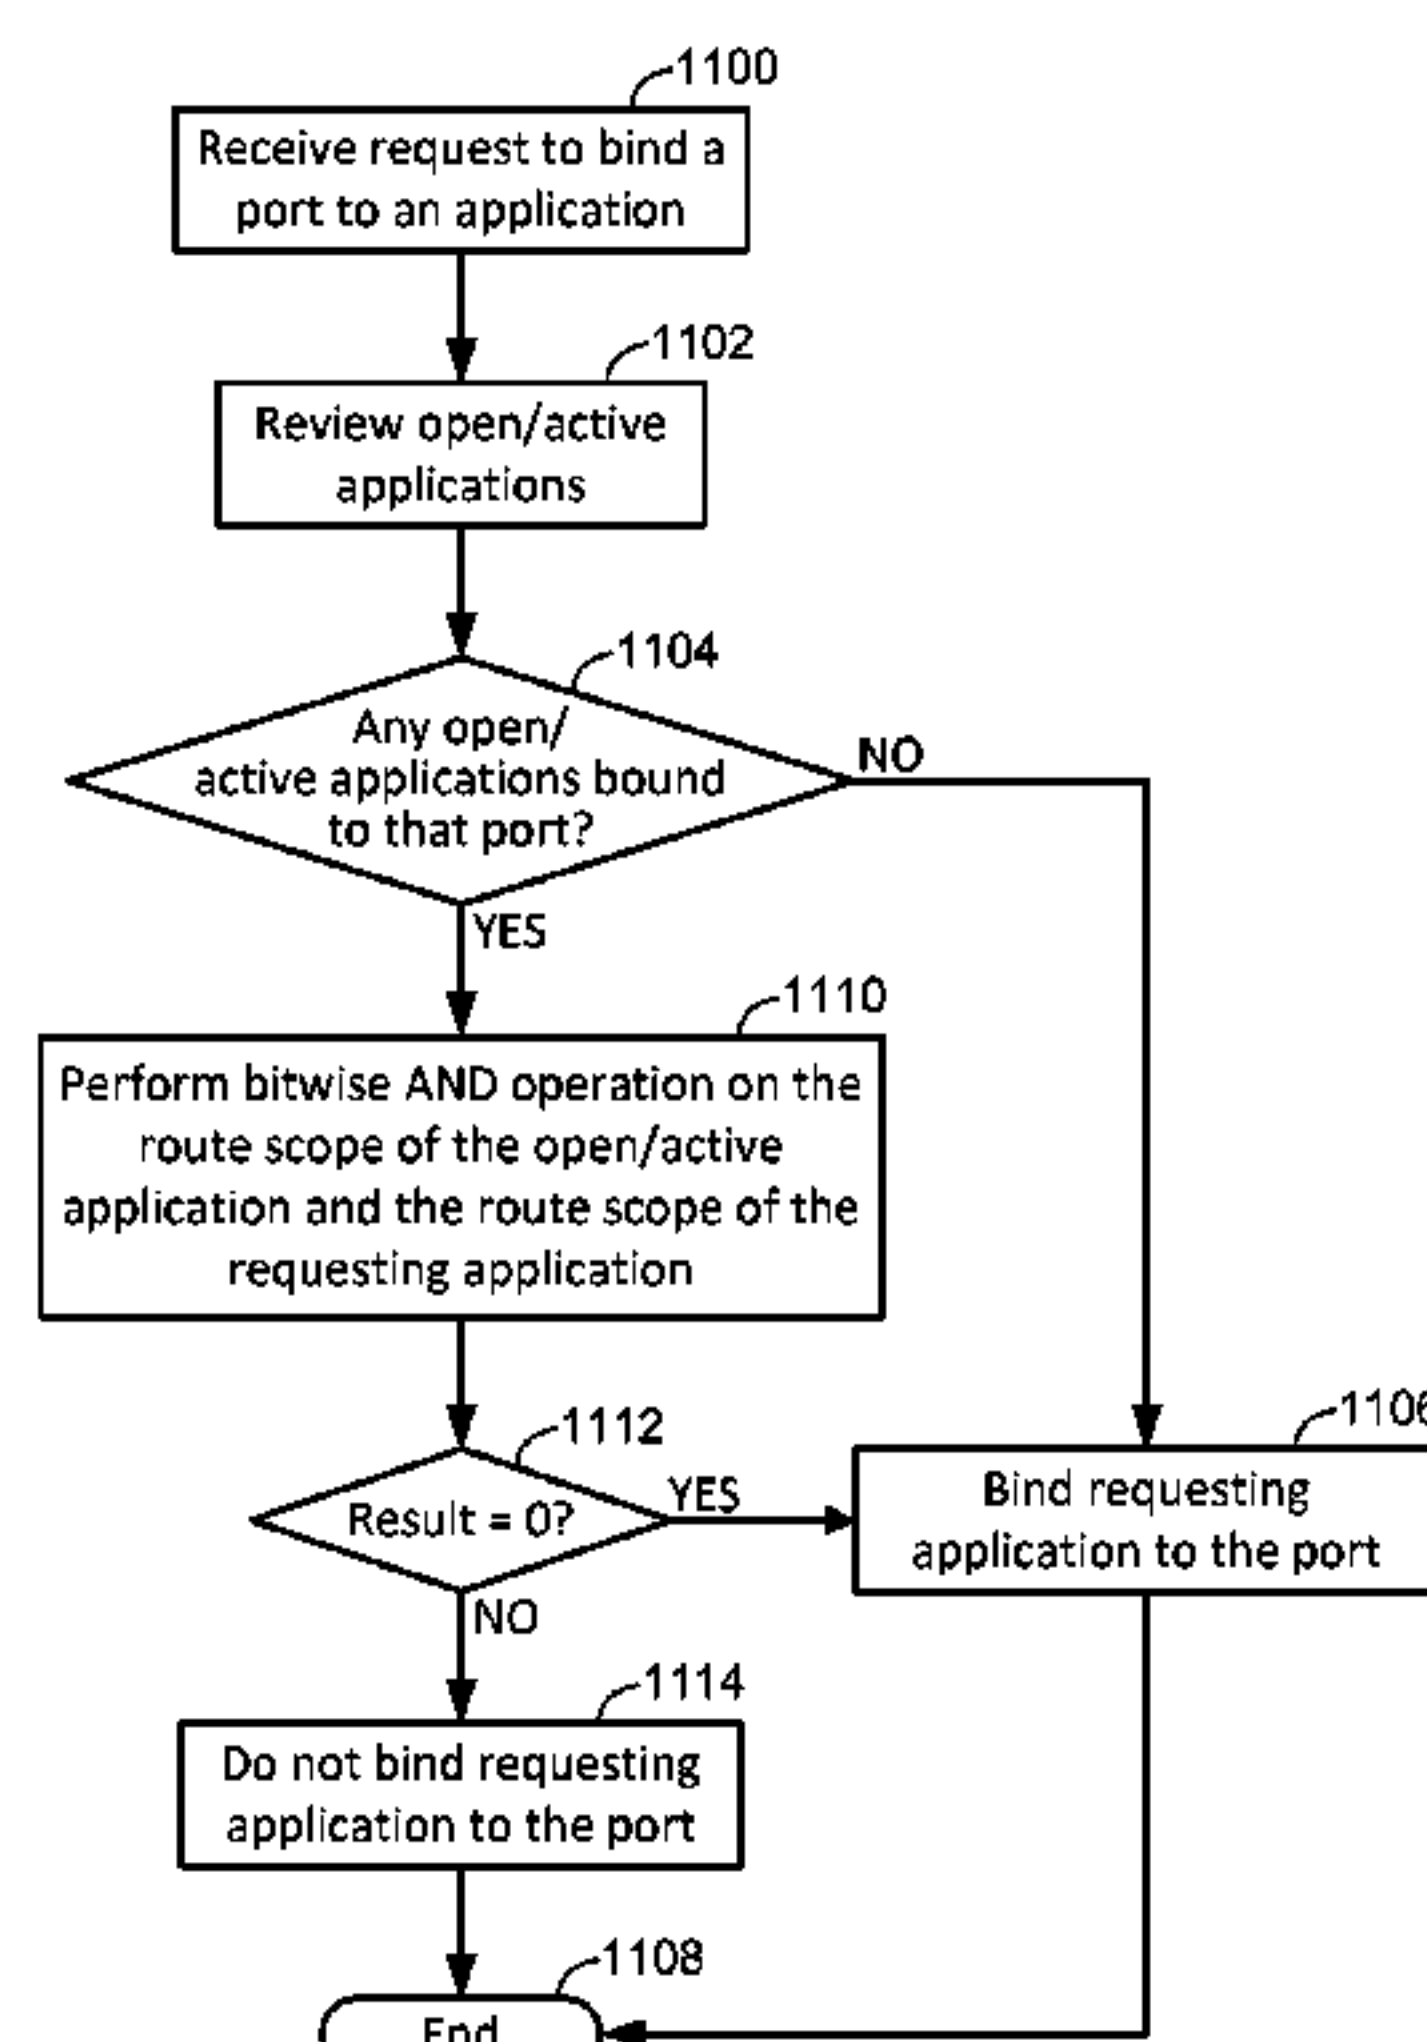 1100
Receive request to bind a
port to an application
1102
Review open/active
applications
1104
Any open/
active applications bound
to that port?
NO
YES
1110
Perform bitwise AND operation on the
route scope of the open/active
application and the route scope of the
requesting application
1112
Result = 0?
YES
1106
Bind requesting
application to the port
NO
1114
Do not bind requesting
application to the port
1108
End